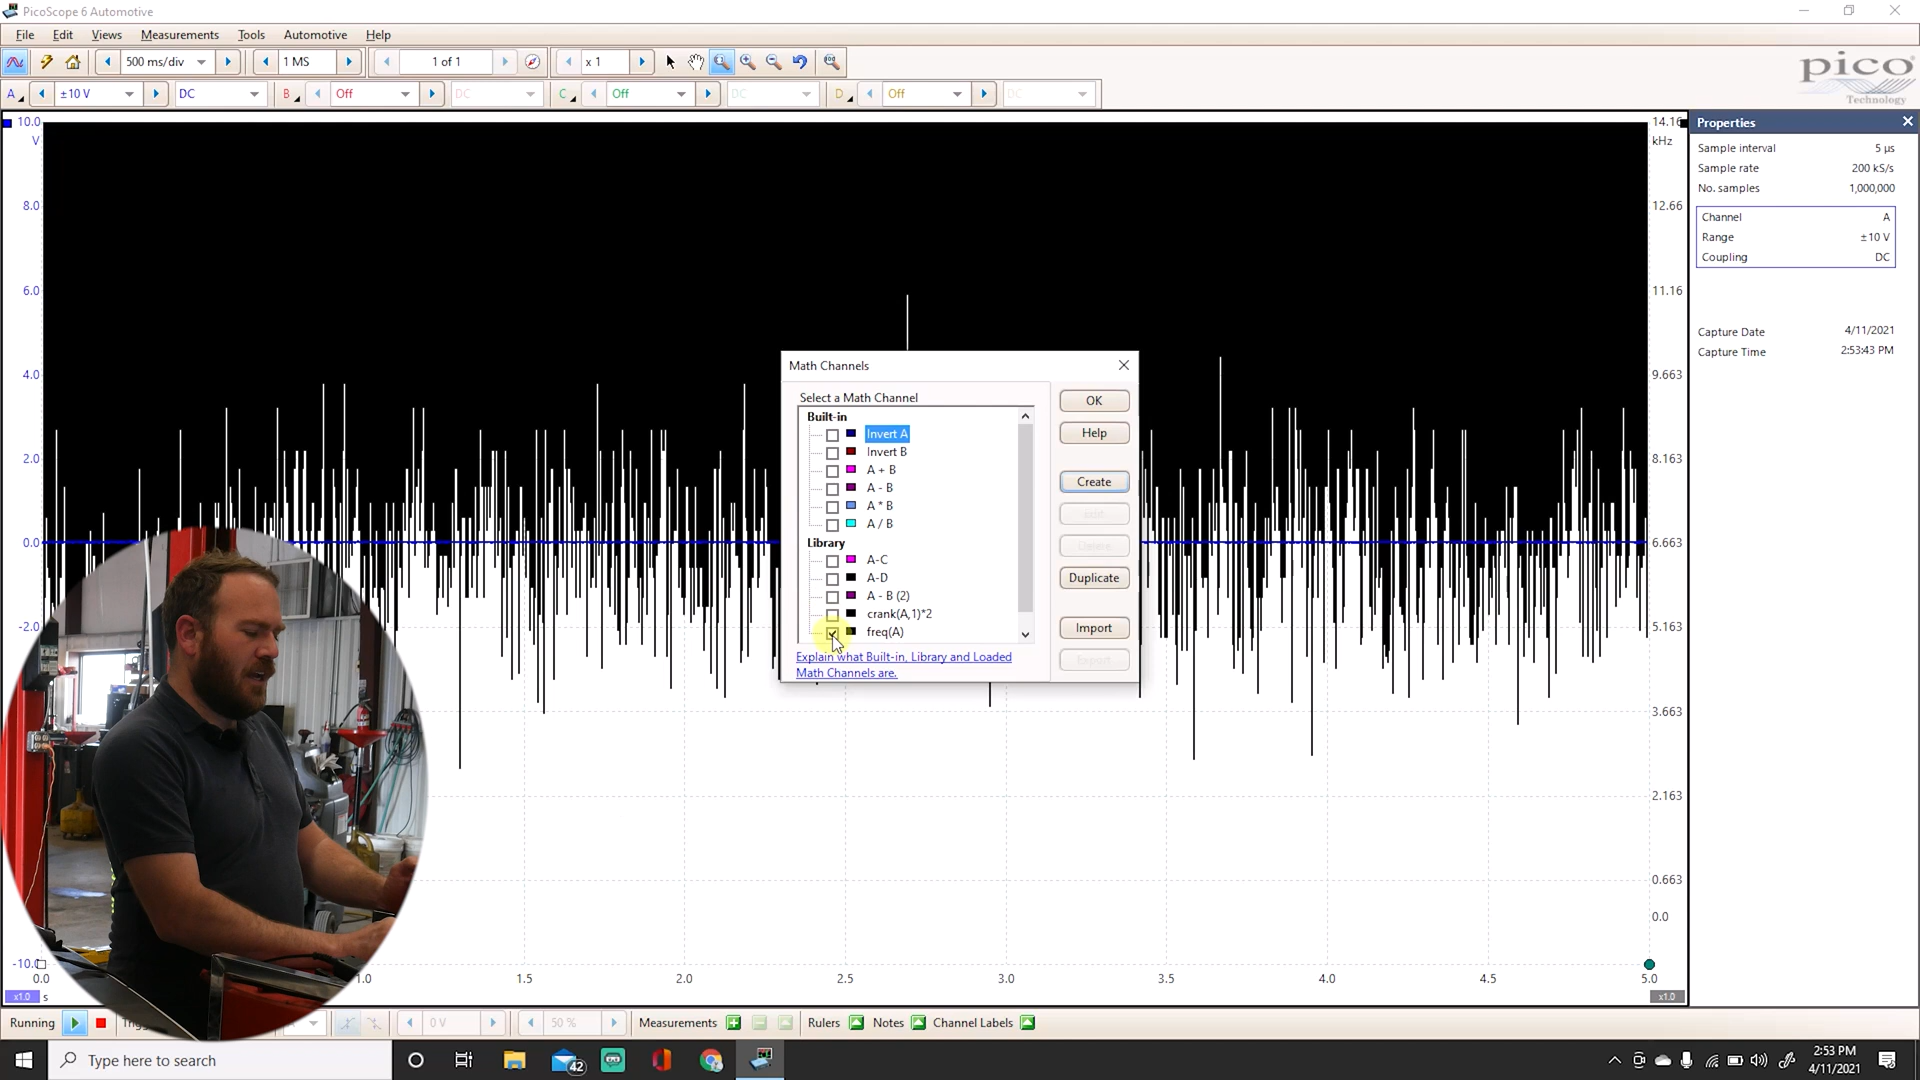 PicoScope 6 Automotive
File Edit Views Measurements Tools Automotive Help
500 ms/div 1 MS 1 of 1 x 1
A ±10 V DC B Off DC C Off DC D Off DC
pico
Technology
10.0
V
8.0
6.0
4.0
2.0
0.0
-2.0
-10.0
14.16
kHz
12.66
11.16
9.663
8.163
6.663
5.163
3.663
2.163
0.663
0.0
0.0 1.0 1.5 2.0 2.5 3.0 3.5 4.0 4.5 5.0
x1.0 s x1.0
Properties
Sample interval 5 µs
Sample rate 200 kS/s
No. samples 1,000,000
Channel A
Range ±10 V
Coupling DC
Capture Date 4/11/2021
Capture Time 2:53:43 PM
Math Channels
Select a Math Channel
Built-in
Invert A
Invert B
A + B
A - B
A * B
A / B
Library
A-C
A-D
A - B (2)
crank(A,1)*2
freq(A)
Explain what Built-in, Library and Loaded
Math Channels are.
OK
Help
Create
Duplicate
Import
Running 0 V 50 % Measurements Rulers Notes Channel Labels
Type here to search
42
2:53 PM
4/11/2021